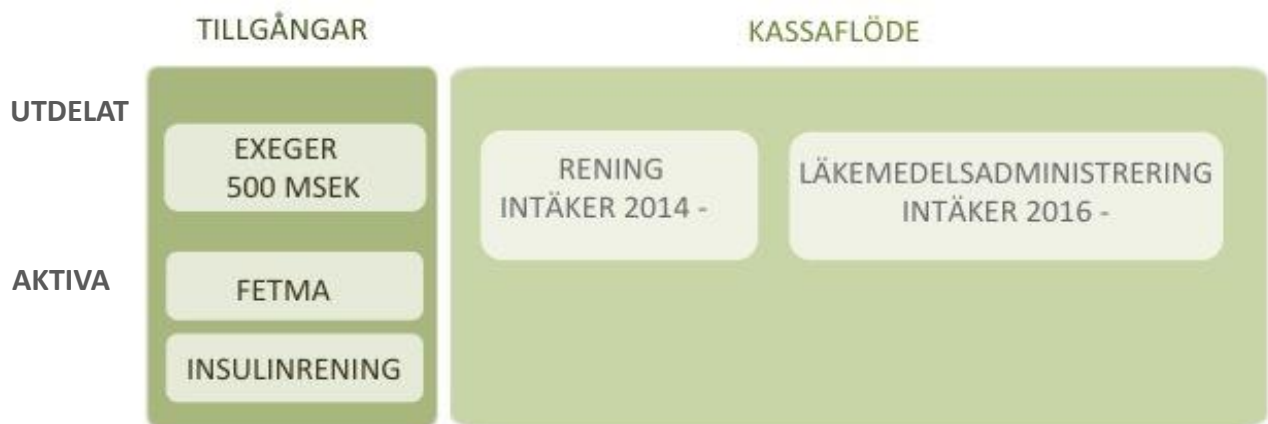 TILLGÅNGAR
KASSAFLÖDE
UTDELAT
EXEGER
500 MSEK
RENING
INTÄKER 2014 -
LÄKEMEDELSADMINISTRERING
INTÄKER 2016 -
AKTIVA
FETMA
INSULINRENING